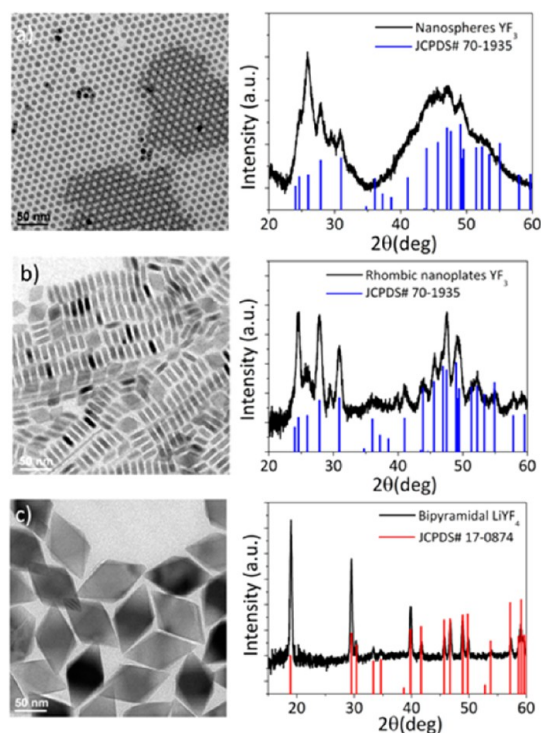 a)
50 nm
Intensity (a.u.)
Nanospheres YF3
JCPDS# 70-1935
20 30 40 50 60
2θ(deg)
b)
50 nm
Intensity (a.u.)
Rhombic nanoplates YF3
JCPDS# 70-1935
20 30 40 50 60
2θ(deg)
c)
50 nm
Intensity (a.u.)
Bipyramidal LiYF4
JCPDS# 17-0874
15 20 30 40 50 60
2θ(deg)